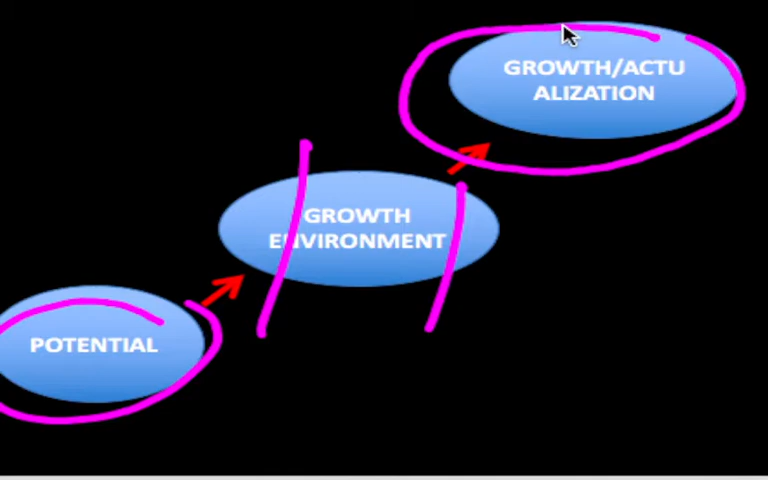 GROWTH/ACTU
ALIZATION
GROWTH
ENVIRONMENT
POTENTIAL